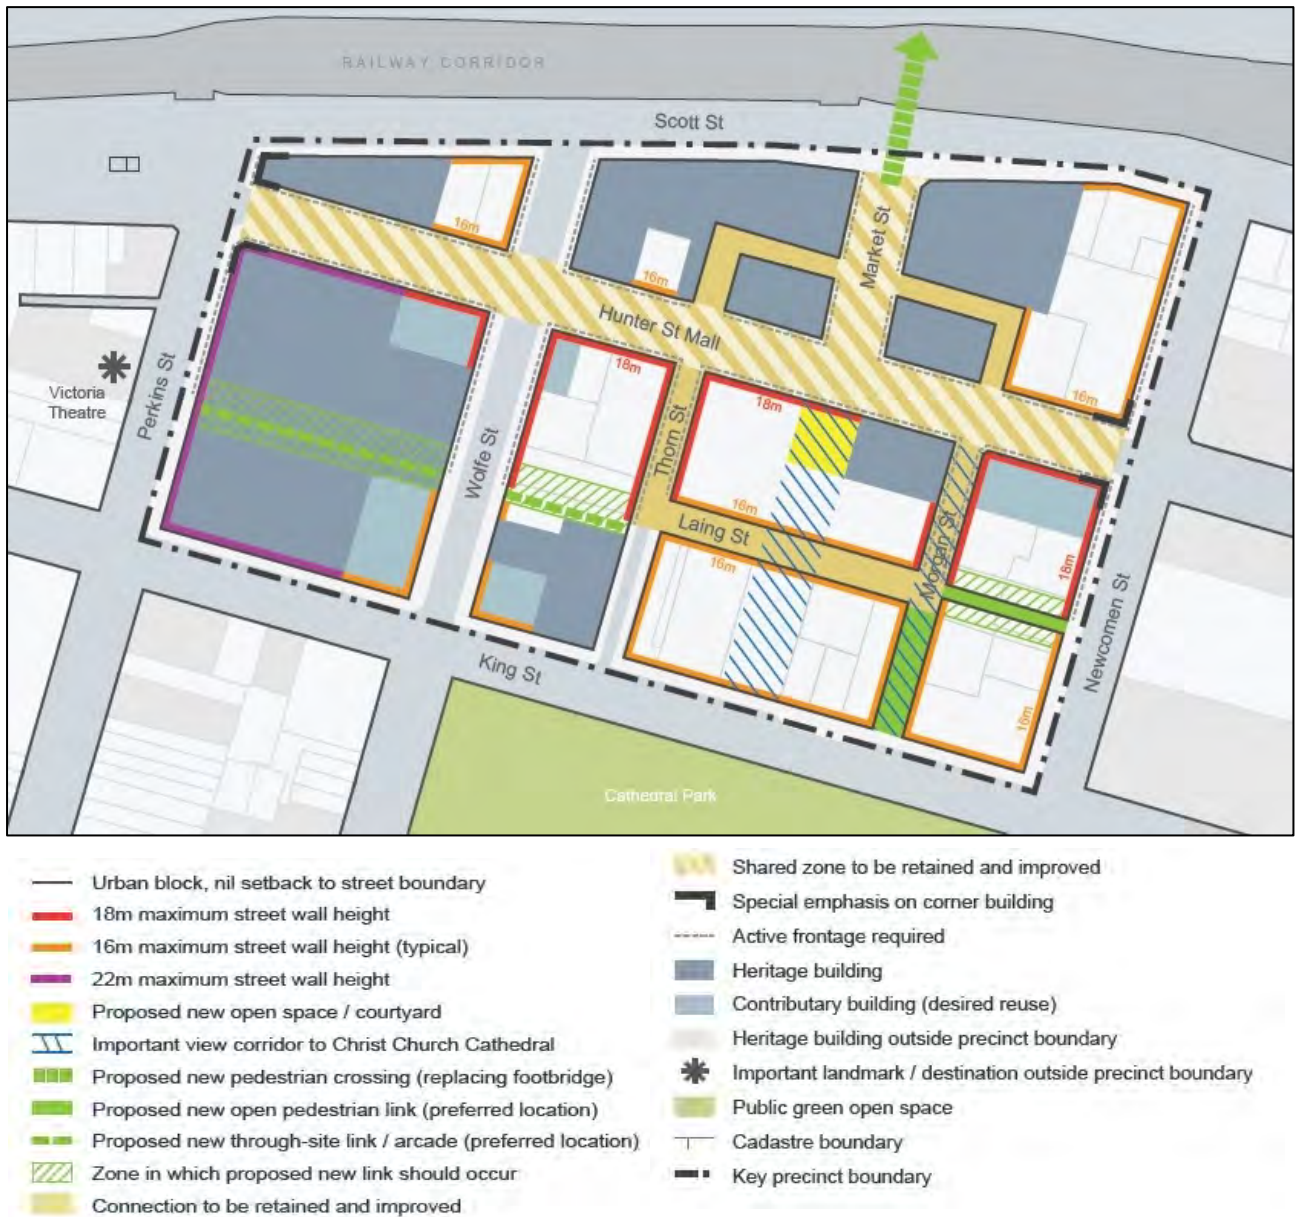 RAILWAY CORRIDOR
Scott St
Market St
16m
16m
Hunter St Mall
16m
Victoria
Theatre
Perkins St
18m
18m
Wolfe St
Thorn St
16m
Laing St
16m
Morgan St
18m
Newcomen St
King St
16m
Cathedral Park
Urban block, nil setback to street boundary
18m maximum street wall height
16m maximum street wall height (typical)
22m maximum street wall height
Proposed new open space / courtyard
Important view corridor to Christ Church Cathedral
Proposed new pedestrian crossing (replacing footbridge)
Proposed new open pedestrian link (preferred location)
Proposed new through-site link / arcade (preferred location)
Zone in which proposed new link should occur
Connection to be retained and improved
Shared zone to be retained and improved
Special emphasis on corner building
Active frontage required
Heritage building
Contributary building (desired reuse)
Heritage building outside precinct boundary
Important landmark / destination outside precinct boundary
Public green open space
Cadastre boundary
Key precinct boundary